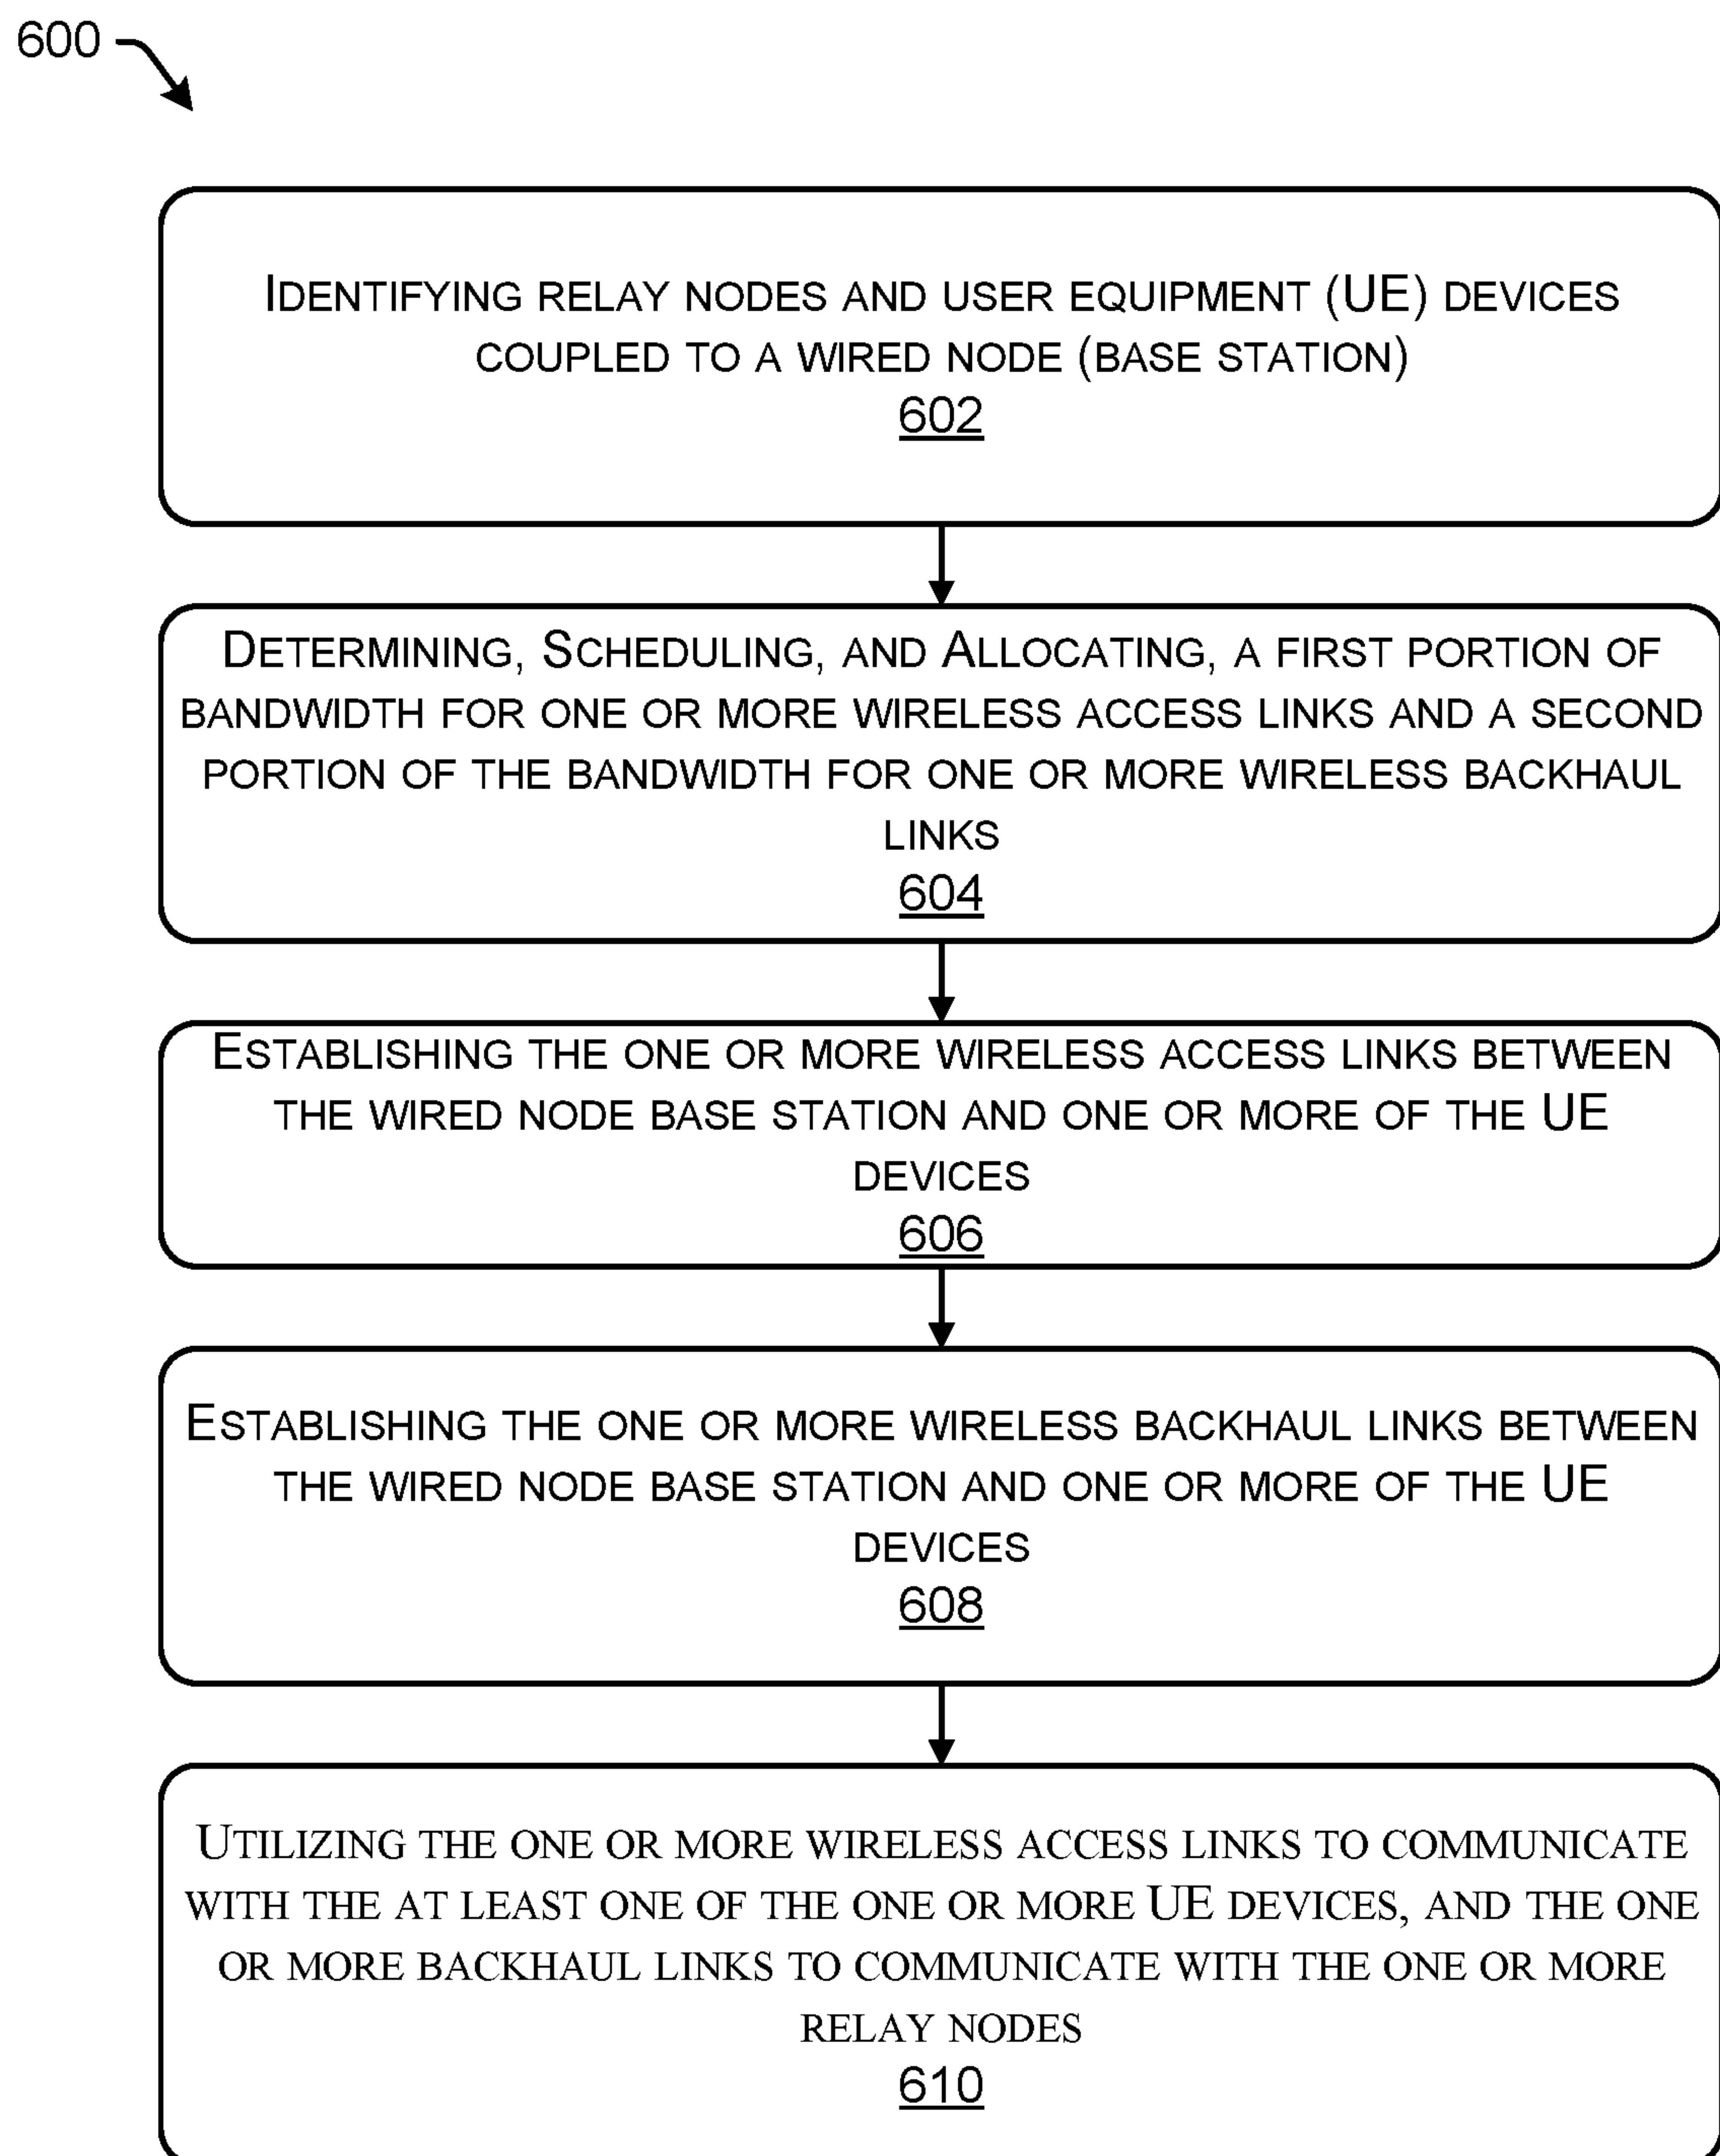 600
IDENTIFYING RELAY NODES AND USER EQUIPMENT (UE) DEVICES
COUPLED TO A WIRED NODE (BASE STATION)
602
DETERMINING, SCHEDULING, AND ALLOCATING, A FIRST PORTION OF
BANDWIDTH FOR ONE OR MORE WIRELESS ACCESS LINKS AND A SECOND
PORTION OF THE BANDWIDTH FOR ONE OR MORE WIRELESS BACKHAUL
LINKS
604
ESTABLISHING THE ONE OR MORE WIRELESS ACCESS LINKS BETWEEN
THE WIRED NODE BASE STATION AND ONE OR MORE OF THE UE
DEVICES
606
ESTABLISHING THE ONE OR MORE WIRELESS BACKHAUL LINKS BETWEEN
THE WIRED NODE BASE STATION AND ONE OR MORE OF THE UE
DEVICES
608
UTILIZING THE ONE OR MORE WIRELESS ACCESS LINKS TO COMMUNICATE
WITH THE AT LEAST ONE OF THE ONE OR MORE UE DEVICES, AND THE ONE
OR MORE BACKHAUL LINKS TO COMMUNICATE WITH THE ONE OR MORE
RELAY NODES
610